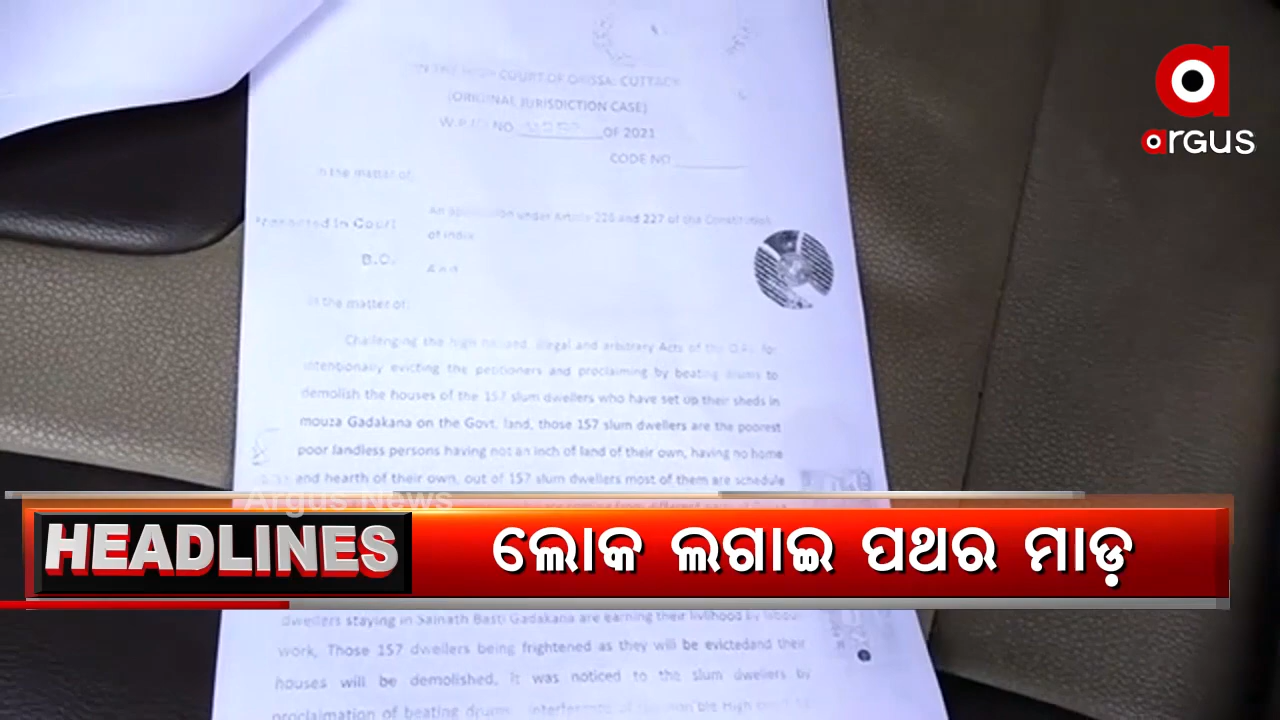 IN THE HIGH COURT OF ORISSA: CUTTACK
(ORIGINAL JURISDICTION CASE)
OF 2021
CODE NO
In the matter of:
An application under Article 226 and 227 of the Constitution
of India
Presented in Court
B.O.
And
In the matter of:
Challenging the high illegal and arbitrary Acts of the for
intentionally evicting the petitioners and proclaiming by beating drums to
demolish the houses of the 157 slum dwellers who have set up their sheds in
mouza Gadakana on the Govt. land, those 157 slum dwellers are the poorest
poor landless persons having not an inch of land of their own, having no home
and hearth of their own, out of 157 slum dwellers most of them are schedule
Argus News
HEADLINES
ଲୋକ ଲଗାଇ ପଥର ମାଡ଼
dwellers staying in Sainath Basti Gadakana are earning their livlihood by labour
work, Those 157 dwellers being frightened as they will be evictedand their
houses will be demolished. It was noticed to the slum dwellers by
proclaimation of beating drums
argus